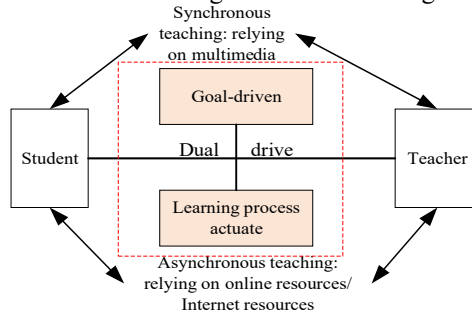 Synchronous
teaching: relying
on multimedia
Goal-driven
Student
Dual drive
Teacher
Learning process
actuate
Asynchronous teaching:
relying on online resources/
Internet resources